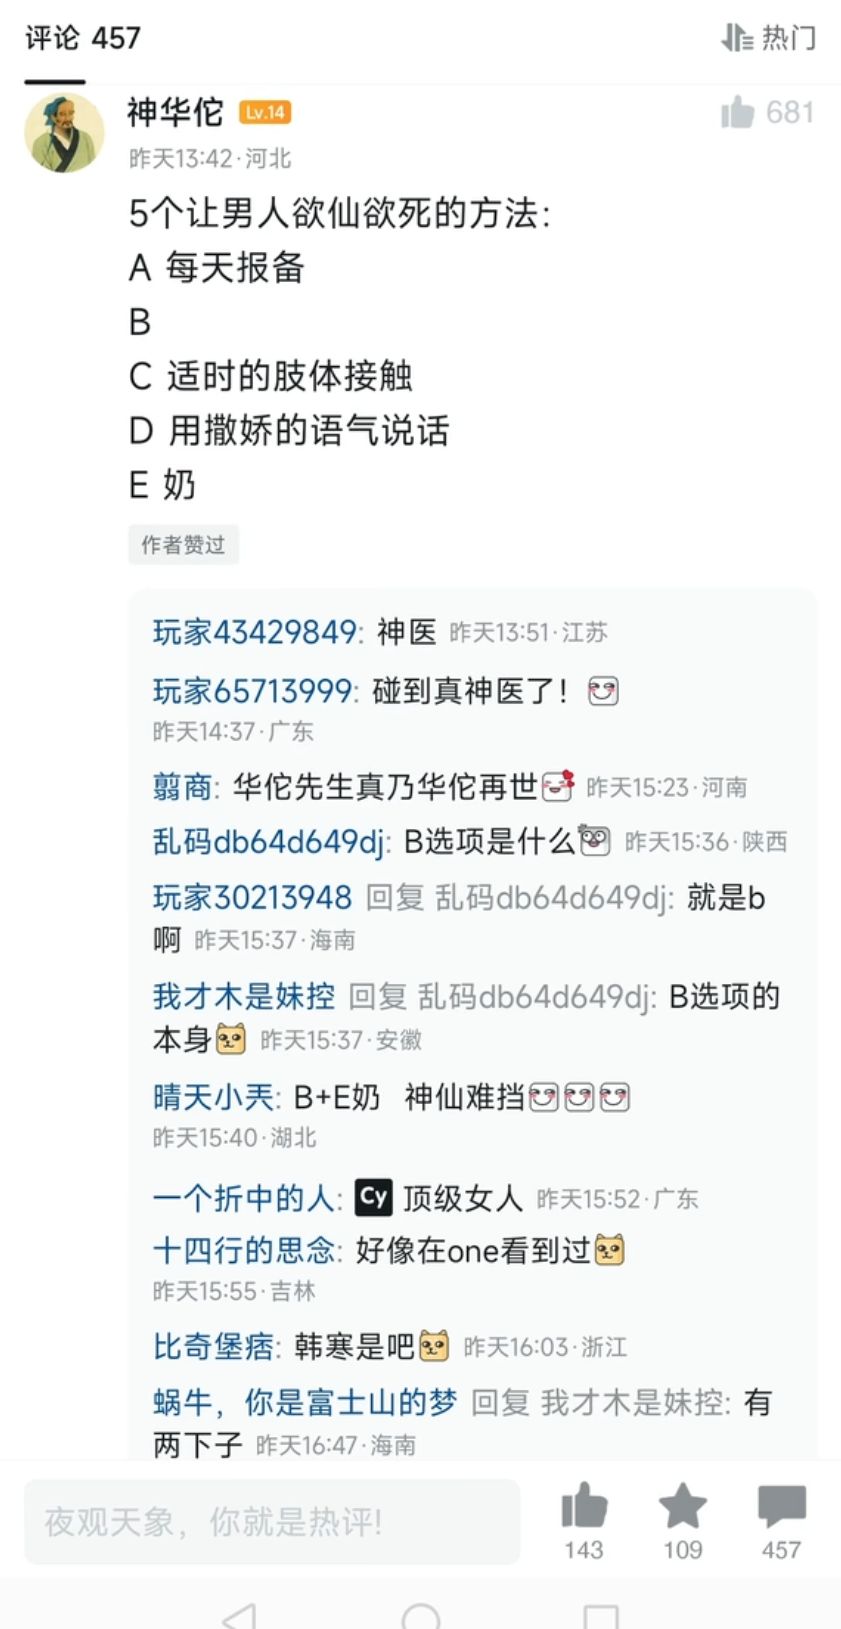 评论 457
热门
神华佗 Lv.14
681
昨天13:42·河北
5个让男人欲仙欲死的方法：
A 每天报备
B
C 适时的肢体接触
D 用撒娇的语气说话
E 奶
作者赞过
玩家43429849: 神医 昨天13:51·江苏
玩家65713999: 碰到真神医了！
昨天14:37·广东
翦商: 华佗先生真乃华佗再世 昨天15:23·河南
乱码db64d649dj: B选项是什么 昨天15:36·陕西
玩家30213948 回复 乱码db64d649dj: 就是b
啊 昨天15:37·海南
我才木是妹控 回复 乱码db64d649dj: B选项的
本身 昨天15:37·安徽
晴天小兲: B+E奶 神仙难挡
昨天15:40·湖北
一个折中的人: Cy 顶级女人 昨天15:52·广东
十四行的思念: 好像在one看到过
昨天15:55·吉林
比奇堡痞: 韩寒是吧 昨天16:03·浙江
蜗牛，你是富士山的梦 回复 我才木是妹控: 有
两下子 昨天16:47·海南
夜观天象，你就是热评!
143
109
457